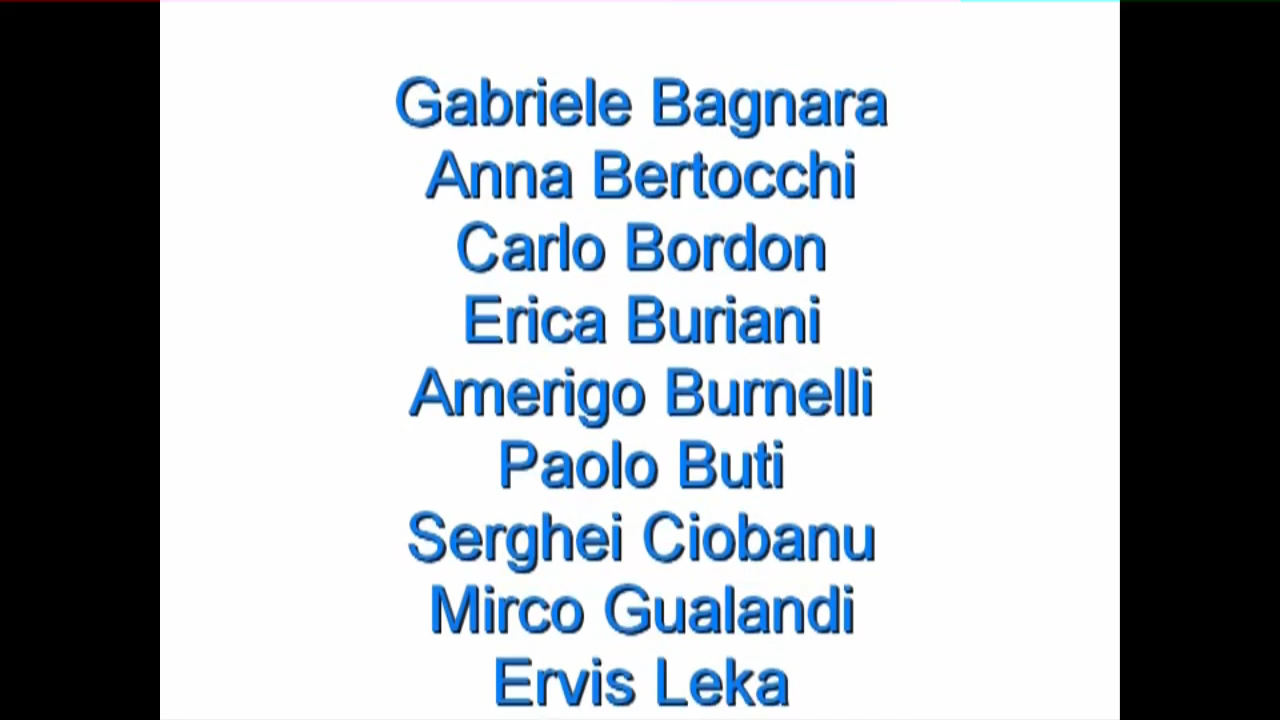 Gabriele Bagnara
Anna Bertocchi
Carlo Bordon
Erica Buriani
Amerigo Burnelli
Paolo Buti
Serghei Ciobanu
Mirco Gualandi
Ervis Leka